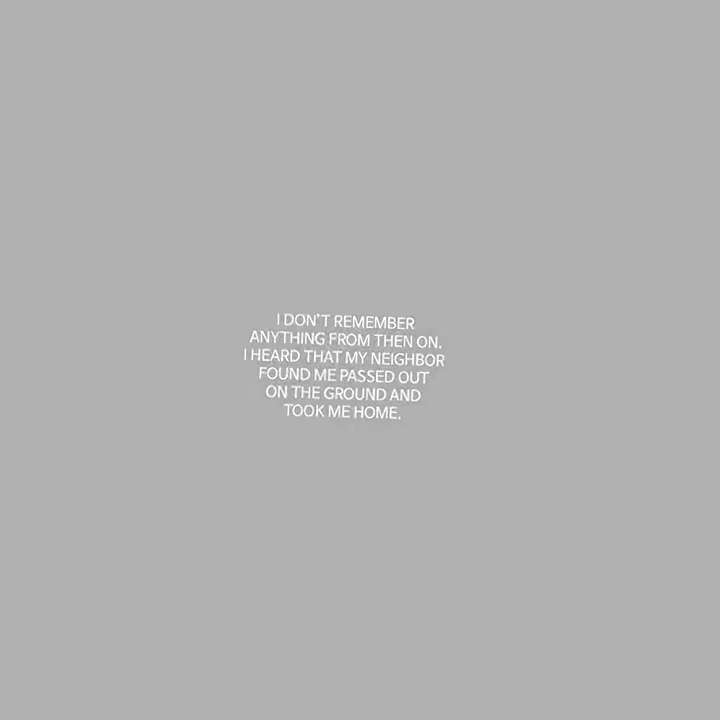 I DON'T REMEMBER
ANYTHING FROM THEN ON.
I HEARD THAT MY NEIGHBOR
FOUND ME PASSED OUT
ON THE GROUND AND
TOOK ME HOME.